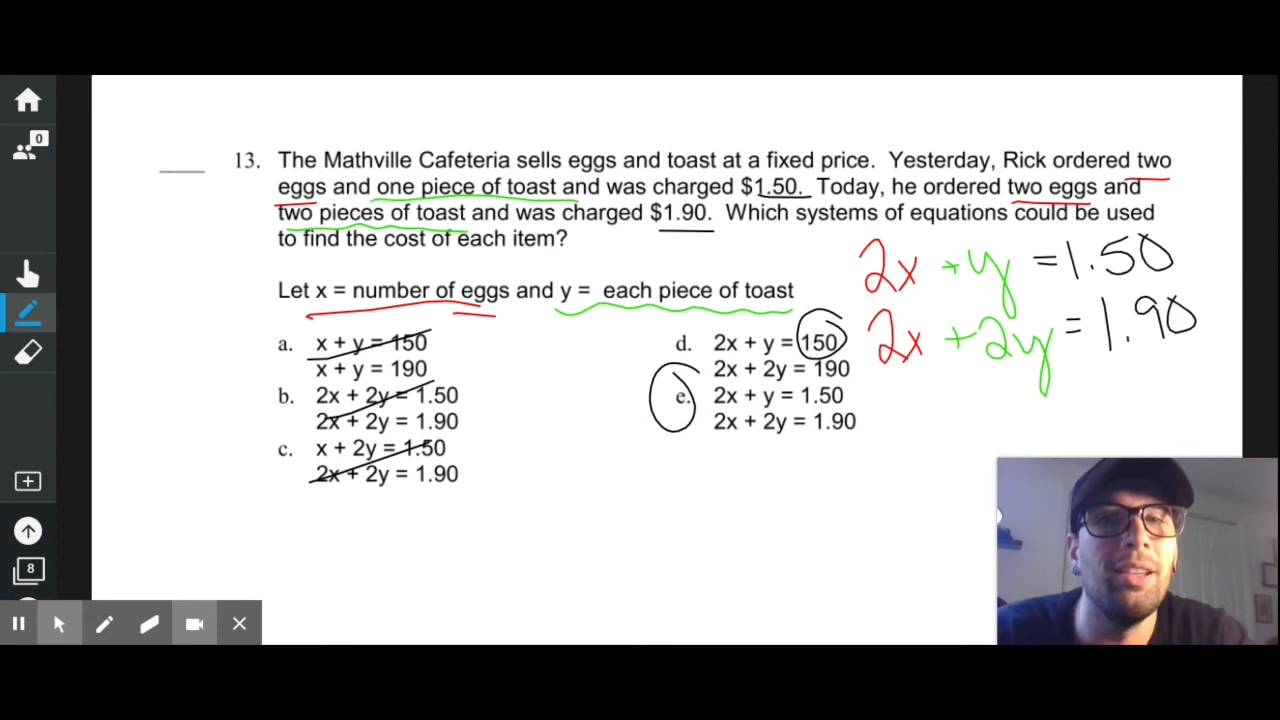 0
13. The Mathville Cafeteria sells eggs and toast at a fixed price. Yesterday, Rick ordered two
eggs and one piece of toast and was charged $1.50. Today, he ordered two eggs and
two pieces of toast and was charged $1.90. Which systems of equations could be used
to find the cost of each item?
2x + y = 1.50
Let x = number of eggs and y = each piece of toast
2x + 2y = 1.90
a. x + y = 150
x + y = 190
b. 2x + 2y = 1.50
2x + 2y = 1.90
c. x + 2y = 1.50
2x + 2y = 1.90
d. 2x + y = 150
2x + 2y = 190
e. 2x + y = 1.50
2x + 2y = 1.90
8